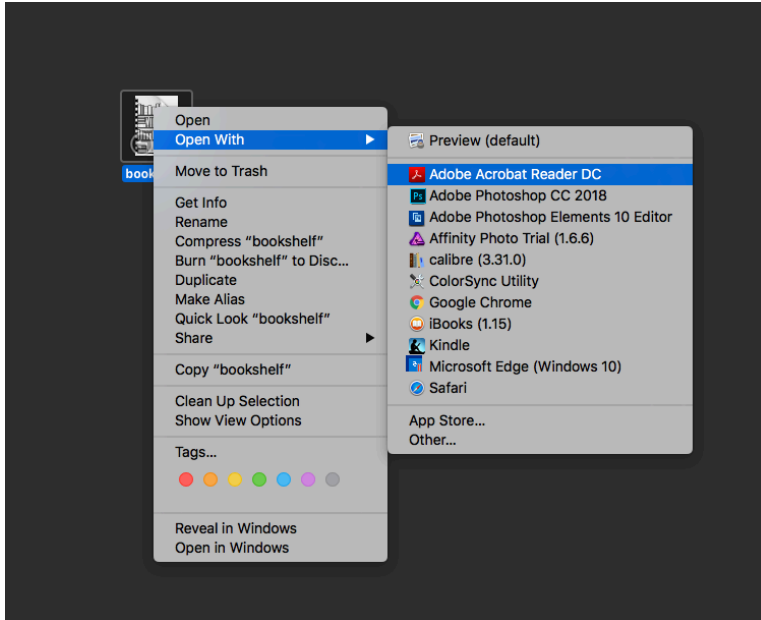 book
Open
Open With
Move to Trash
Get Info
Rename
Compress “bookshelf”
Burn “bookshelf” to Disc...
Duplicate
Make Alias
Quick Look “bookshelf”
Share
Copy “bookshelf”
Clean Up Selection
Show View Options
Tags...
Reveal in Windows
Open in Windows
Preview (default)
Adobe Acrobat Reader DC
Adobe Photoshop CC 2018
Adobe Photoshop Elements 10 Editor
Affinity Photo Trial (1.6.6)
calibre (3.31.0)
ColorSync Utility
Google Chrome
iBooks (1.15)
Kindle
Microsoft Edge (Windows 10)
Safari
App Store...
Other...